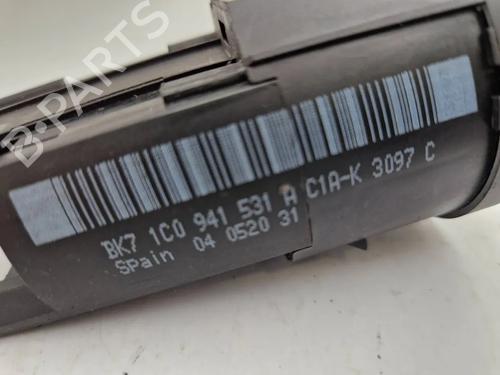 B-PARTS
BK7 1C0 941 531 A C1A-K 3097 C
SPain 04 0520 31